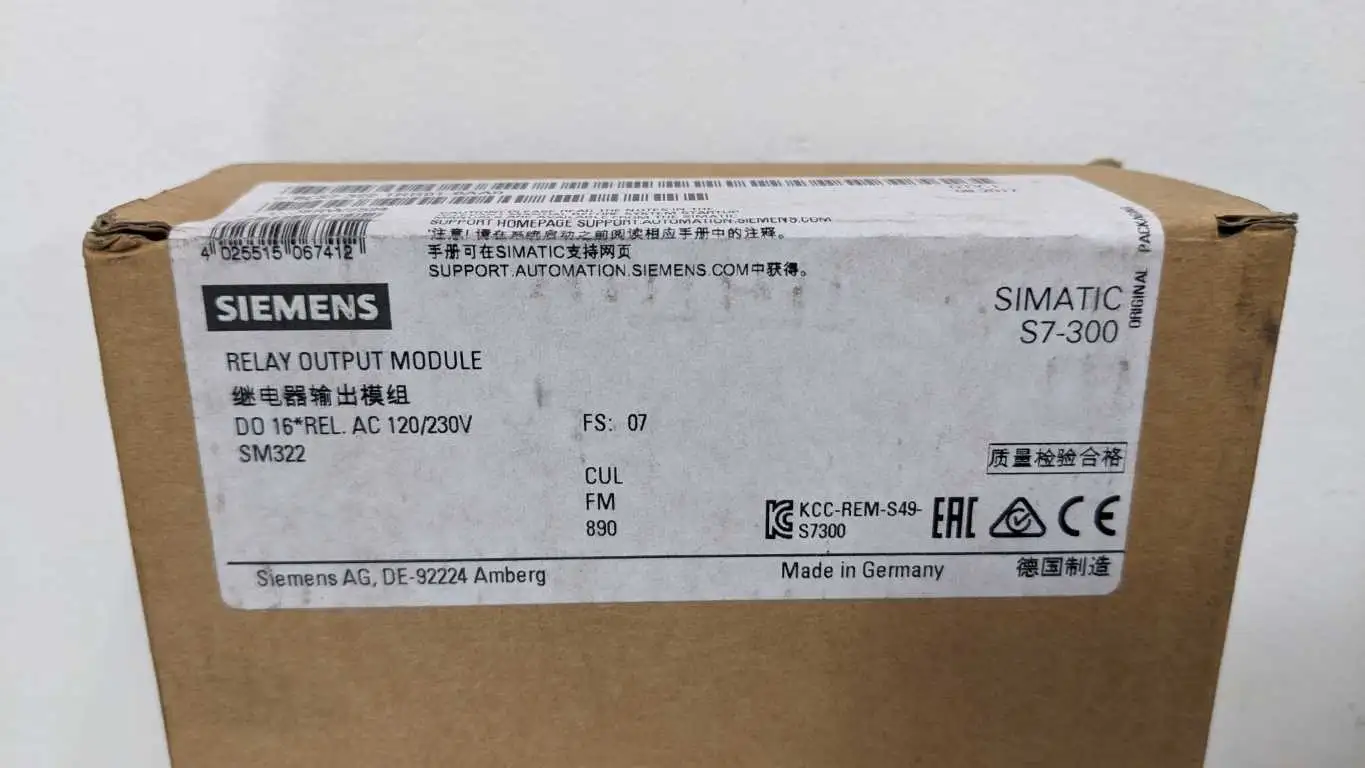 4 025515 067412
SUPPORT HOMEPAGE SUPPORT.AUTOMATION.SIEMENS.COM
注意!请在系统启动之前阅读相应手册中的注释。
手册可在SIMATIC支持网页
SUPPORT.AUTOMATION.SIEMENS.COM中获得。
ORIGINAL PACKING
SIEMENS
SIMATIC
S7-300
RELAY OUTPUT MODULE
继电器输出模组
DO 16*REL. AC 120/230V
FS: 07
SM322
质量检验合格
CUL
FM
890
KCC-REM-S49-
S7300
EAC
CE
Siemens AG, DE-92224 Amberg
Made in Germany
德国制造